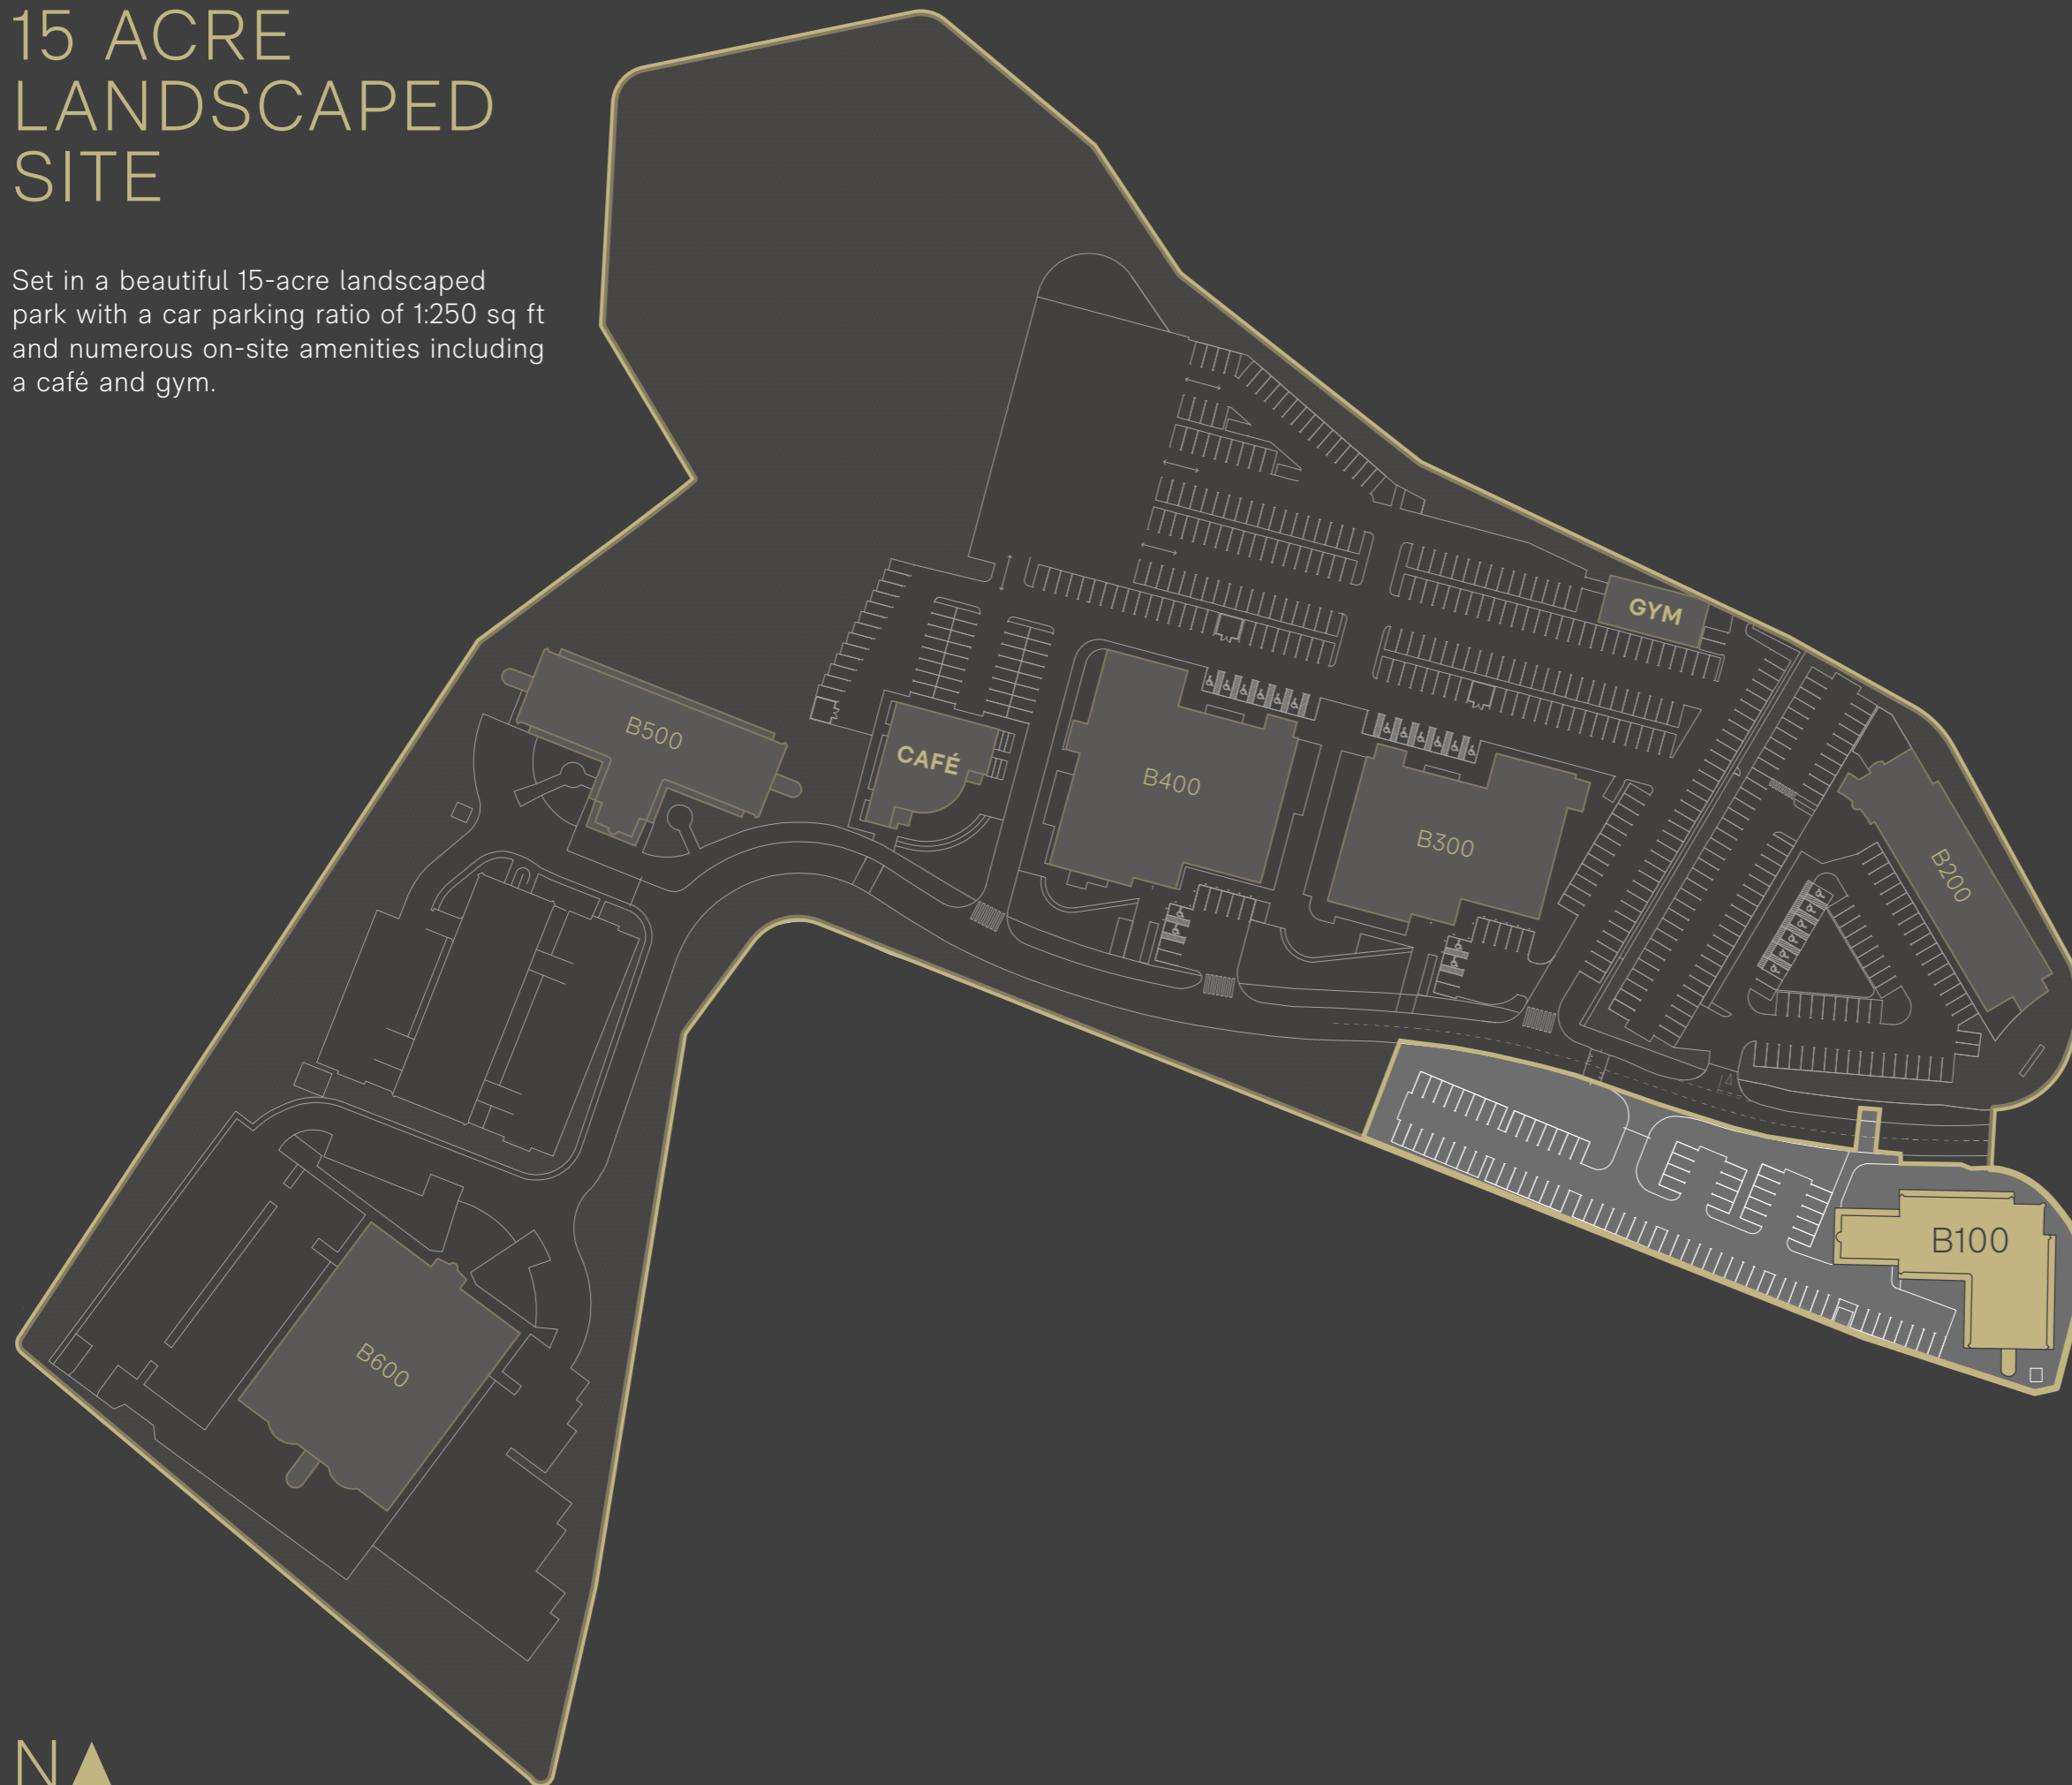 15 ACRE
LANDSCAPED
SITE
Set in a beautiful 15-acre landscaped
park with a car parking ratio of 1:250 sq ft
and numerous on-site amenities including
a café and gym.
GYM
B500
CAFÉ
B400
B300
B200
B100
B600
N